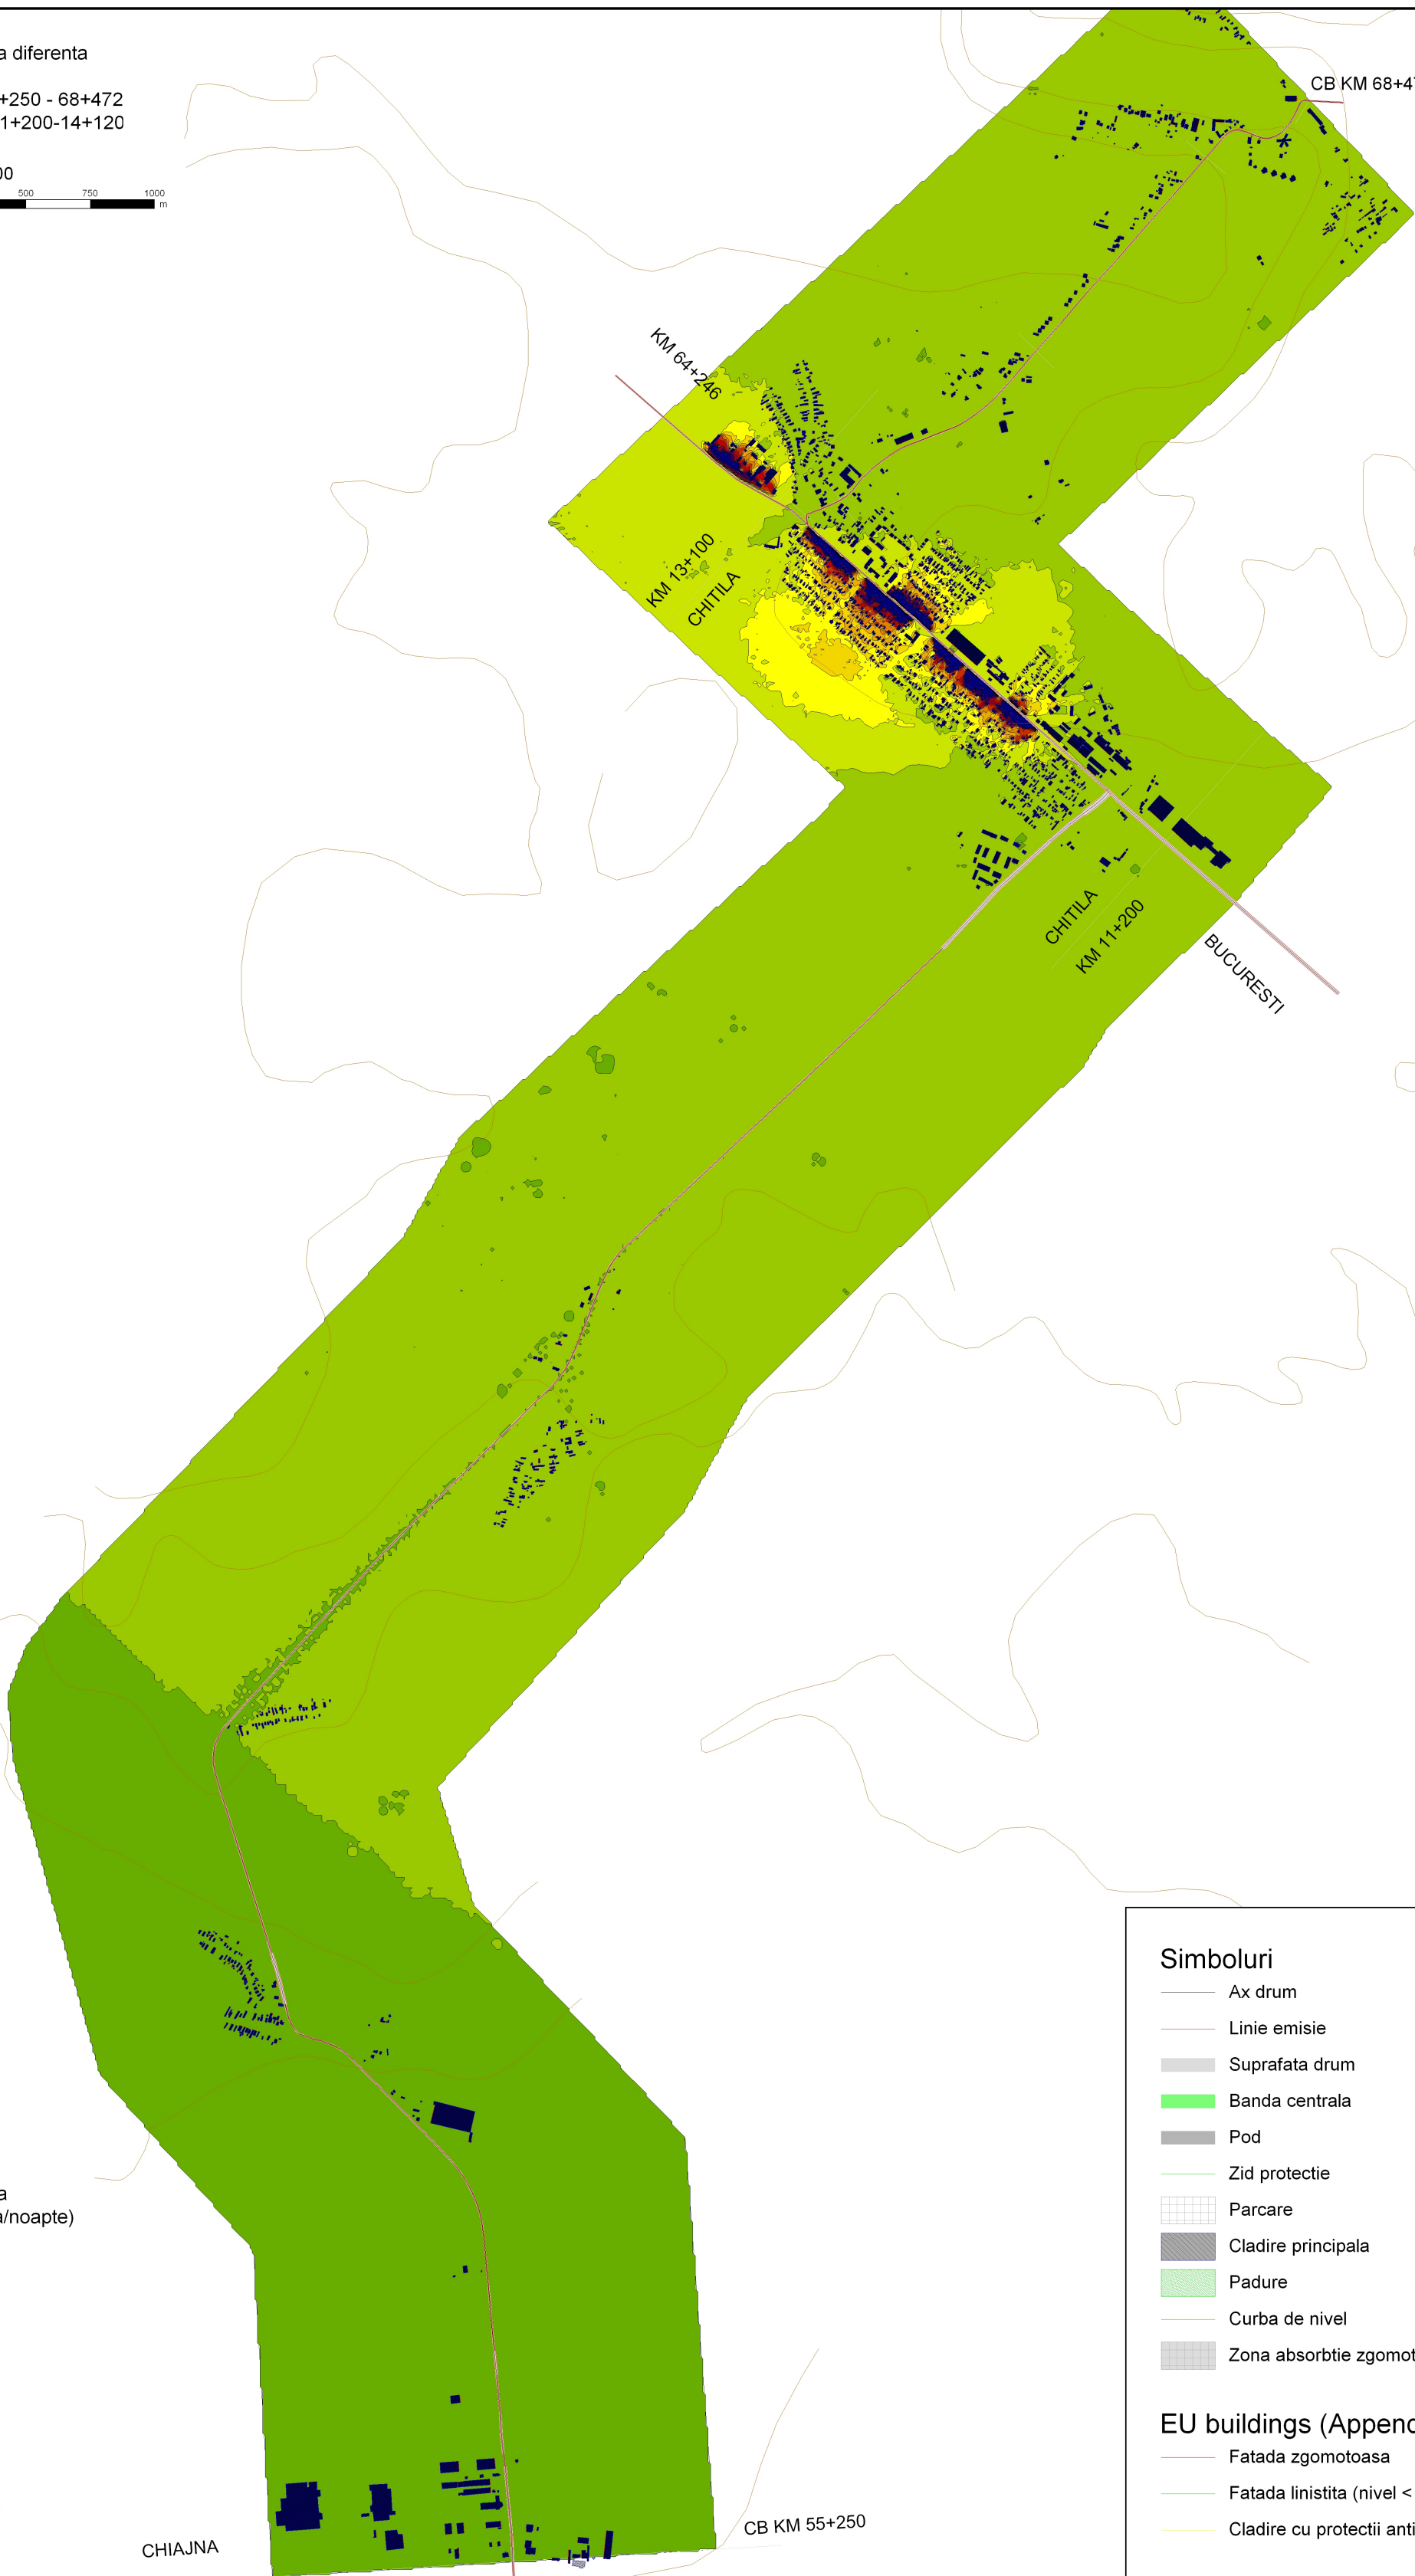 a diferenta
+250 - 68+472
1+200-14+120
00
500 750 1000
m
CB KM 68+47
KM 64+246
KM 13+100
CHITILA
CHITILA
KM 11+200
BUCURESTI
a
a/noapte)
CHIAJNA
CB KM 55+250
Simboluri
Ax drum
Linie emisie
Suprafata drum
Banda centrala
Pod
Zid protectie
Parcare
Cladire principala
Padure
Curba de nivel
Zona absorbtie zgomot
EU buildings (Append
Fatada zgomotoasa
Fatada linistita (nivel <
Cladire cu protectii anti